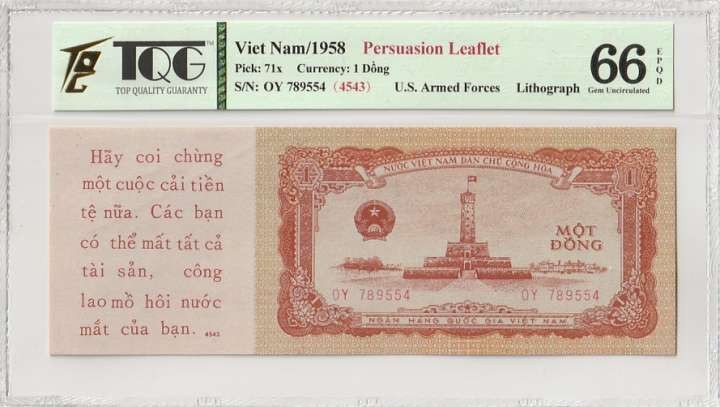 TQG™
TOP QUALITY GUARANTY
Viet Nam/1958 Persuasion Leaflet
Pick: 71x Currency: 1 Dồng
S/N: OY 789554 (4543) U.S. Armed Forces Lithograph
66 EPQD
Gem Uncirculated
Hãy coi chừng
một cuộc cải tiền
tệ nữa. Các bạn
có thể mất tất cả
tài sản, công
lao mồ hôi nước
mắt của bạn. 4543
NƯỚC VIỆT NAM DÂN CHỦ CỘNG HÒA
1 1
MỘT
ĐỒNG
OY 789554 OY 789554
NGÂN HÀNG QUỐC GIA VIỆT NAM